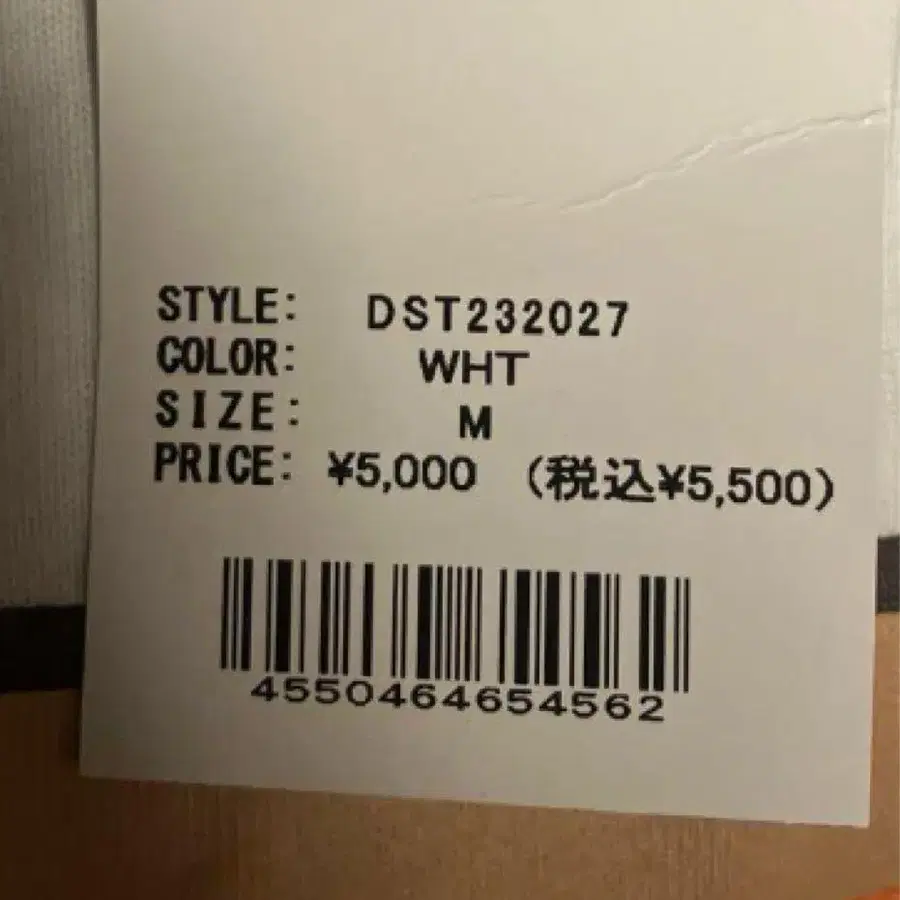 STYLE: DST232027
COLOR: WHT
SIZE: M
PRICE: ¥5,000 (税込¥5,500)
4550464654562